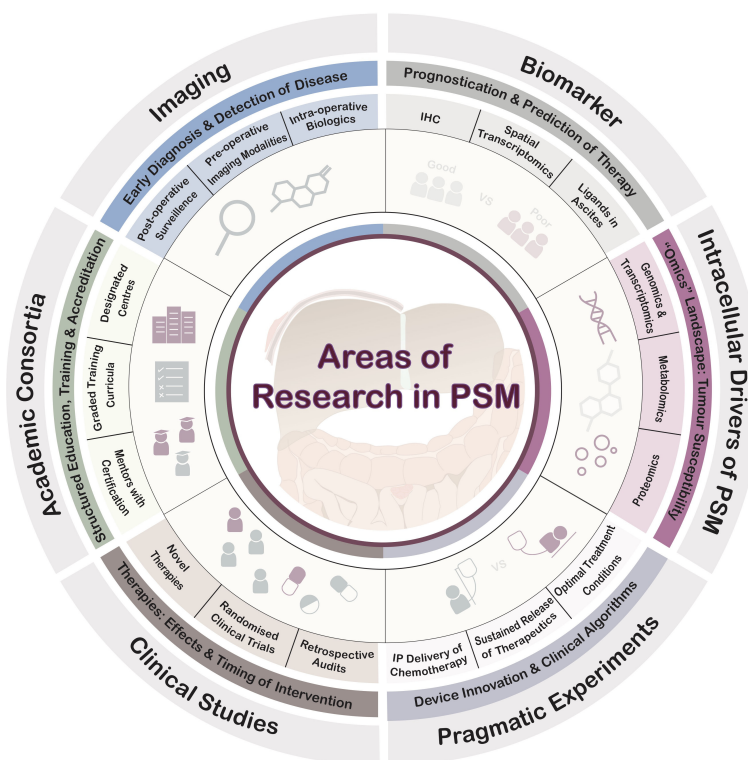 Areas of
Research in PSM
Imaging
Early Diagnosis & Detection of Disease
Post-operative
Surveillence
Pre-operative
Imaging Modalities
Intra-operative
Biologics
Biomarker
Prognostication & Prediction of Therapy
IHC
Spatial
Transcriptomics
Ligands in
Ascites
Good
vs
Poor
Intracellular Drivers of PSM
“Omics” Landscape: Tumour Susceptibility
Genomics &
Transcriptomics
Metabolomics
Proteomics
Pragmatic Experiments
Device Innovation & Clinical Algorithms
Optimal Treatment
Conditions
Sustained Release
of Therapeutics
IP Delivery of
Chemotherapy
vs
Clinical Studies
Therapies: Effects & Timing of Intervention
Retrospective
Audits
Randomised
Clinical Trials
Novel
Therapies
Academic Consortia
Structured Education, Training & Accreditation
Mentors with
Certification
Graded Training
Curricula
Designated
Centres